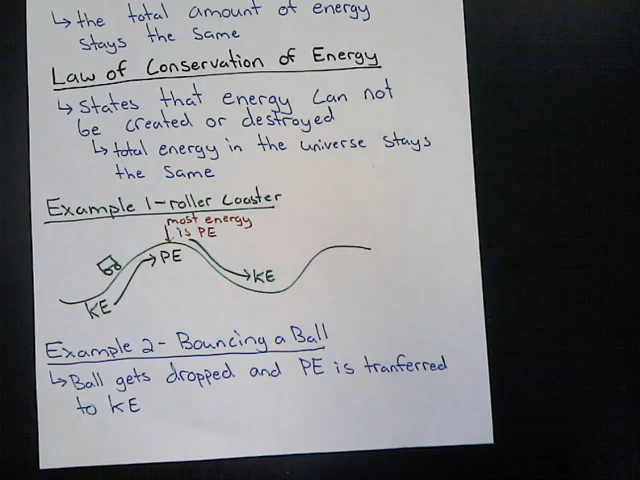 ↳ the total amount of energy
stays the same
Law of Conservation of Energy
↳ States that energy can not
be created or destroyed
↳ total energy in the universe stays
the same
Example 1-roller Coaster
most energy
is PE
PE
KE
KE
Example 2- Bouncing a Ball
↳ Ball gets dropped and PE is tranferred
to KE